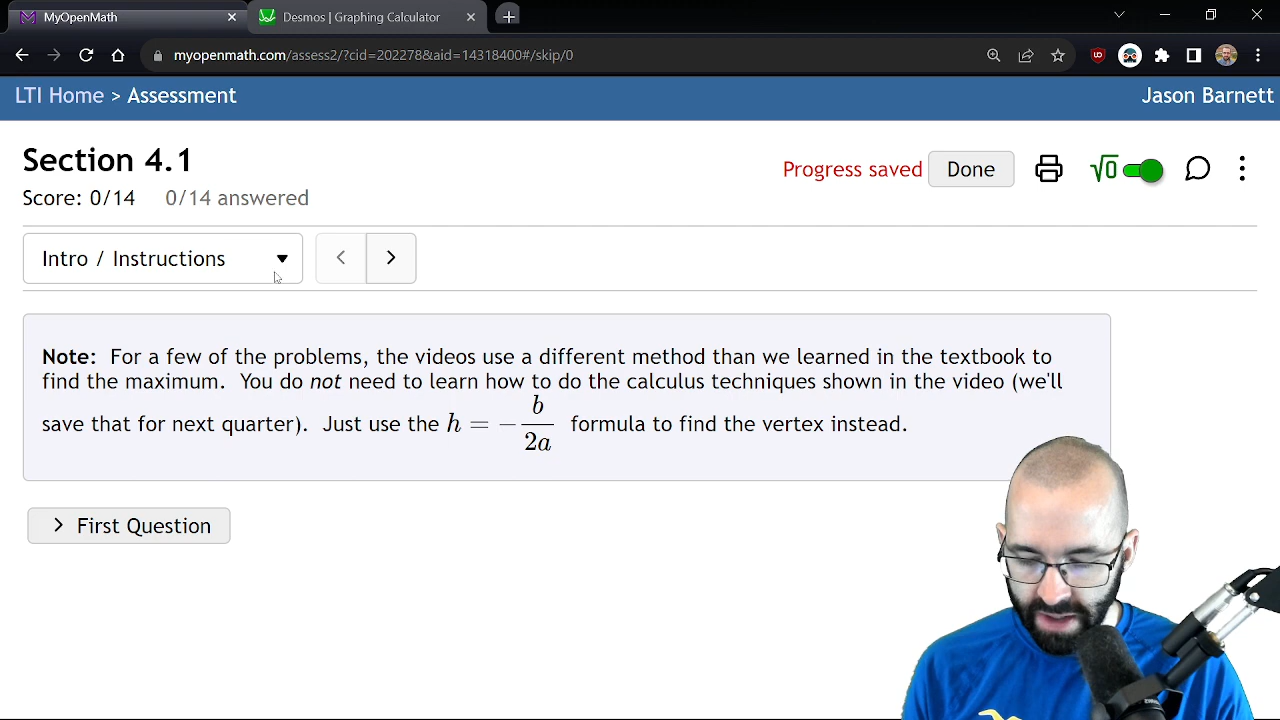 MyOpenMath
Desmos | Graphing Calculator
myopenmath.com/assess2/?cid=202278&aid=14318400#/skip/0
LTI Home > Assessment
Jason Barnett
Section 4.1
Progress saved
Done
√0
Score: 0/14 0/14 answered
Intro / Instructions
Note: For a few of the problems, the videos use a different method than we learned in the textbook to
find the maximum. You do not need to learn how to do the calculus techniques shown in the video (we'll
save that for next quarter). Just use the h = -b/2a formula to find the vertex instead.
> First Question